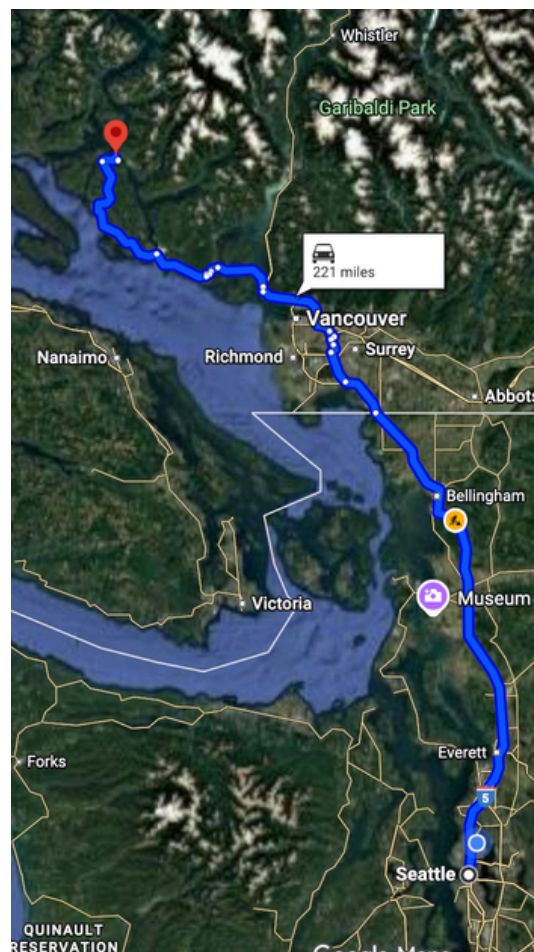 Whistler
Garibaldi Park
221 miles
Vancouver
Nanaimo
Richmond
Surrey
Abbots
Bellingham
Museum
Victoria
Everett
Forks
5
Seattle
QUINAULT
RESERVATION